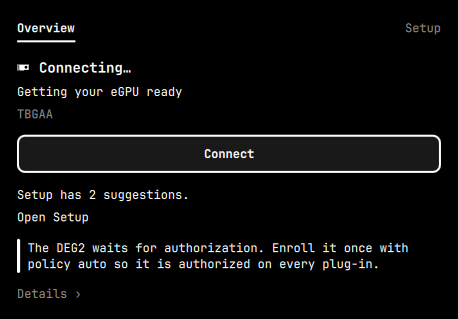 Overview
Setup
Connecting…
Getting your eGPU ready
TBGAA
Connect
Setup has 2 suggestions.
Open Setup
The DEG2 waits for authorization. Enroll it once with
policy auto so it is authorized on every plug-in.
Details ›